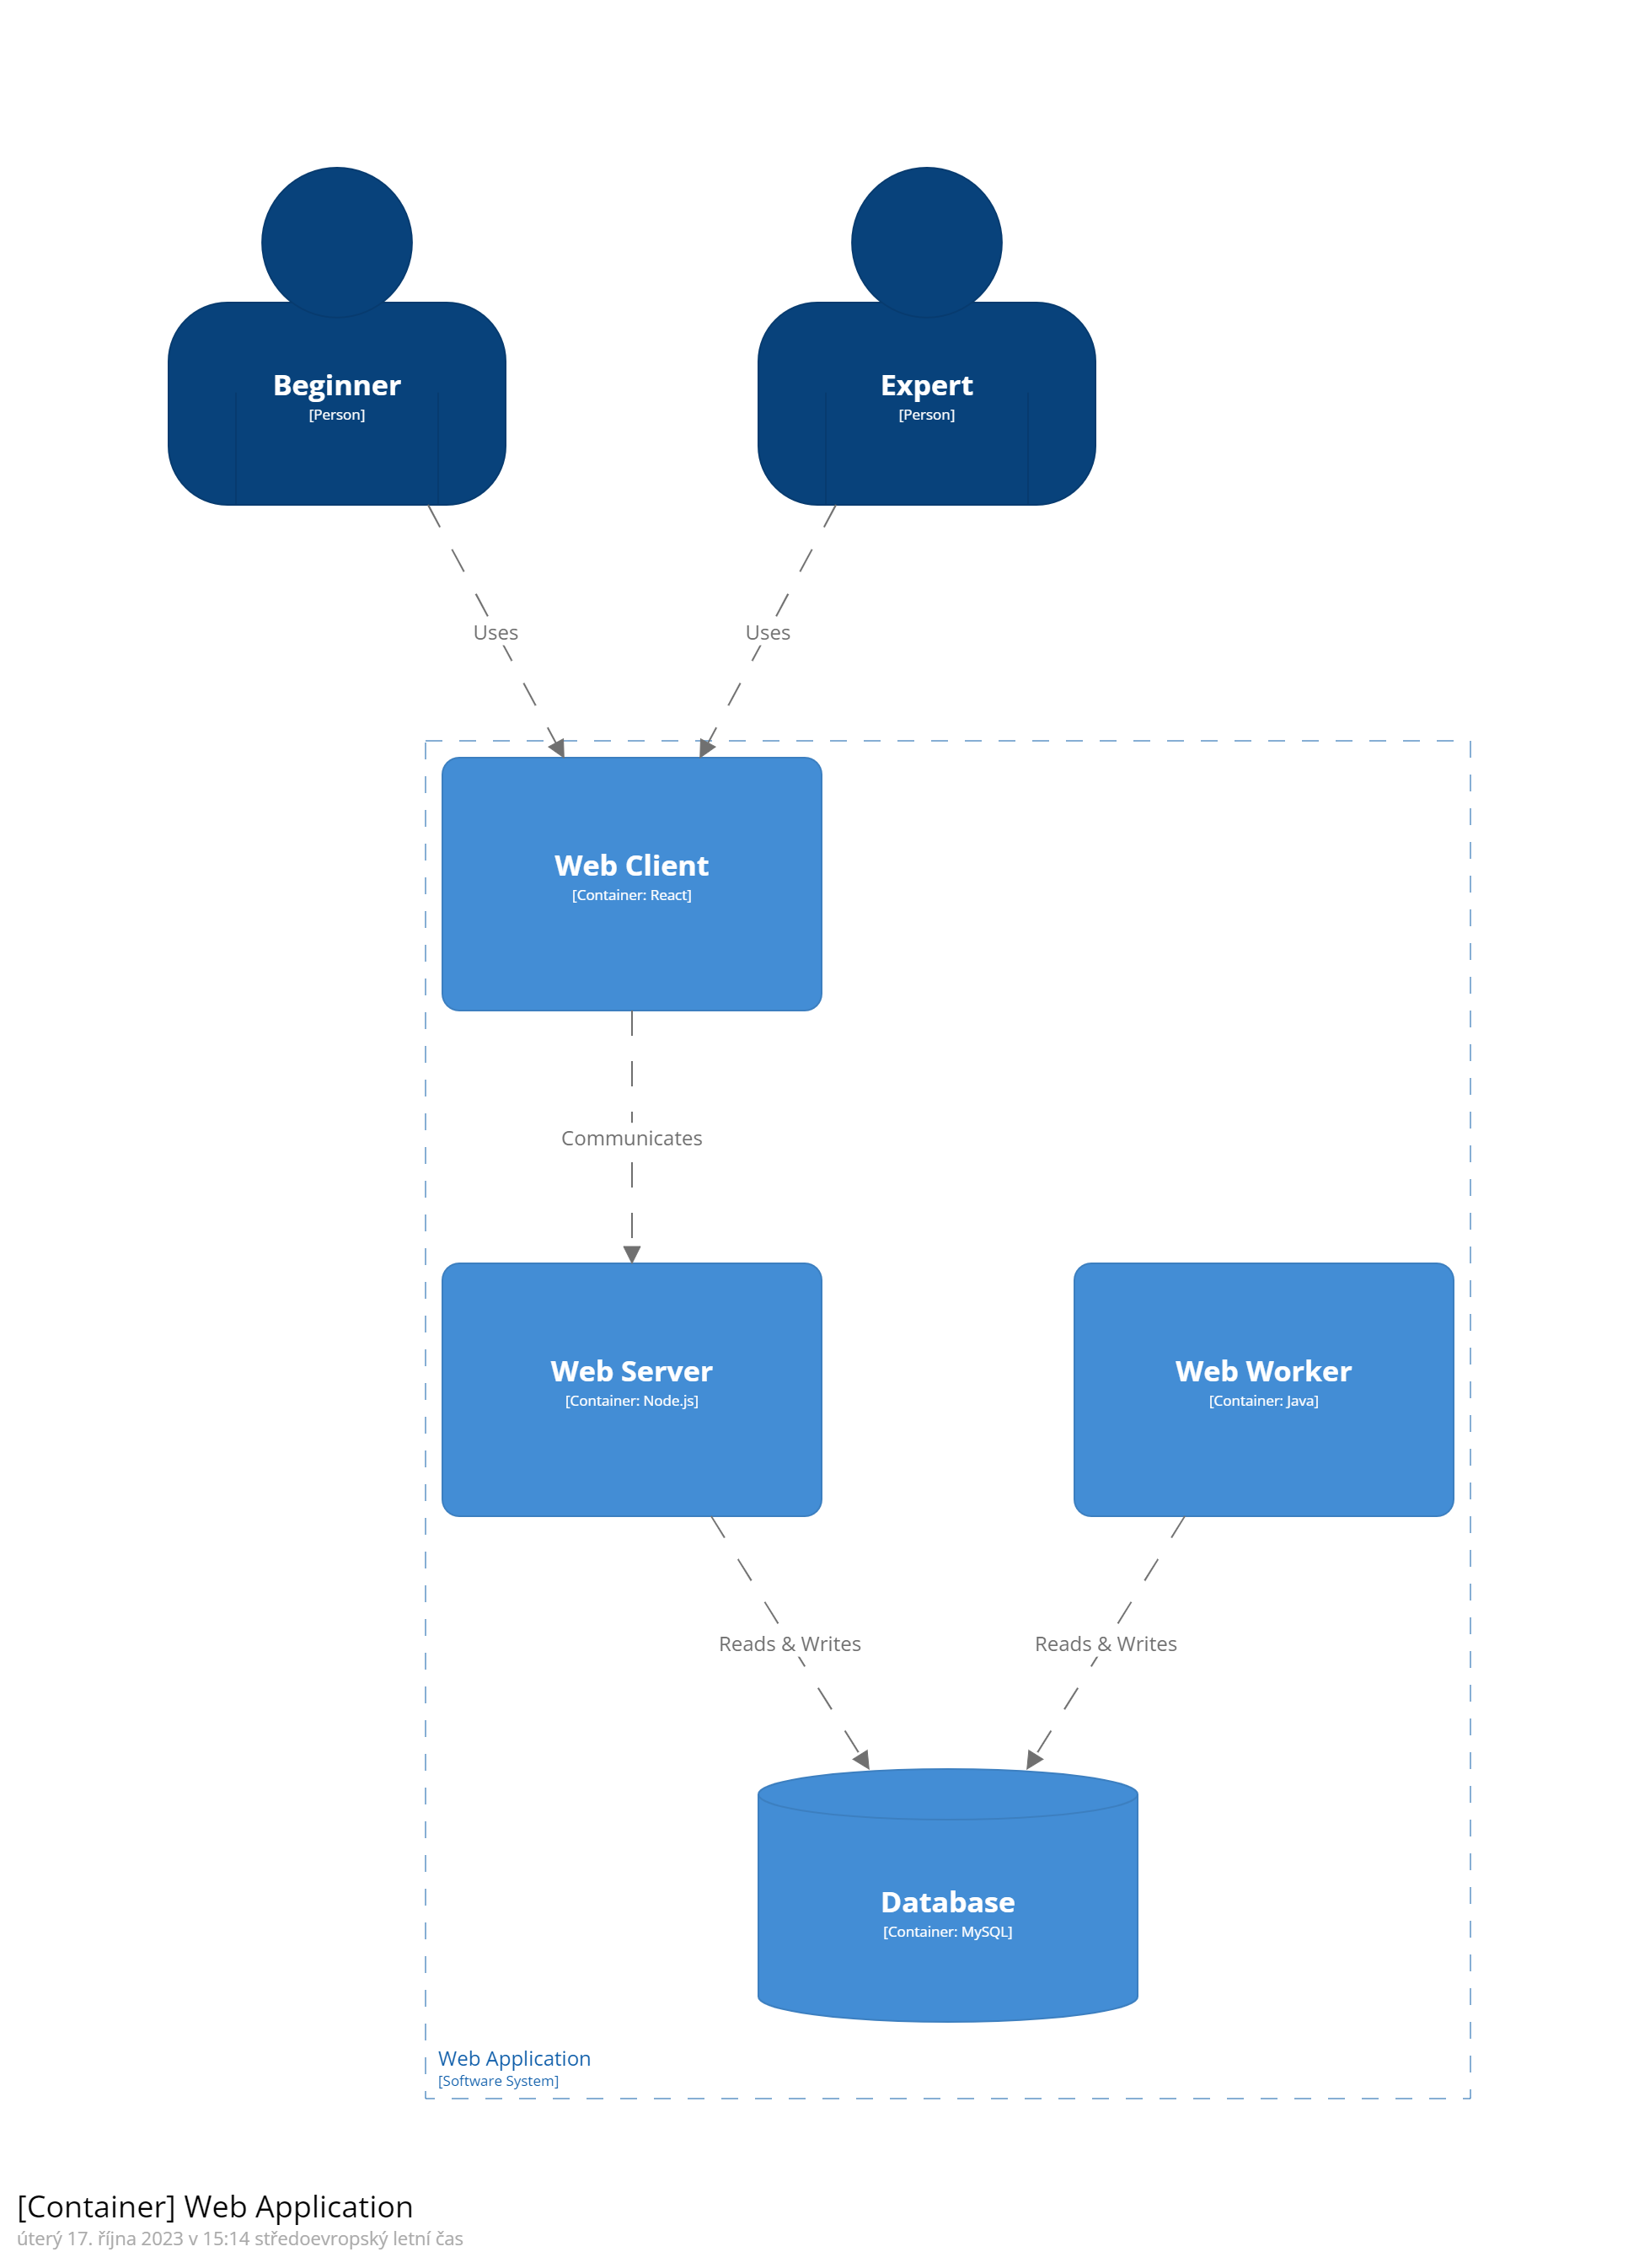 Beginner
[Person]
Expert
[Person]
Uses
Uses
Web Client
[Container: React]
Communicates
Web Server
[Container: Node.js]
Web Worker
[Container: Java]
Reads & Writes
Reads & Writes
Database
[Container: MySQL]
Web Application
[Software System]
[Container] Web Application
úterý 17. října 2023 v 15:14 středoevropský letní čas